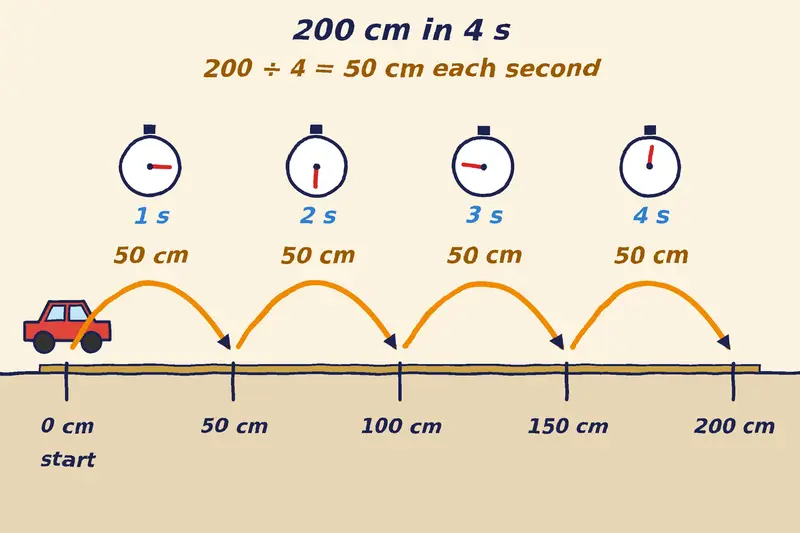 200 cm in 4 s
200 ÷ 4 = 50 cm each second
1 s 2 s 3 s 4 s
50 cm 50 cm 50 cm 50 cm
0 cm 50 cm 100 cm 150 cm 200 cm
start